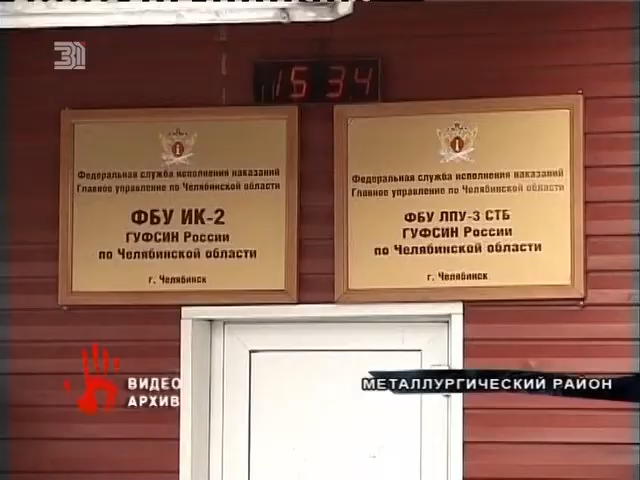 31
15 34
Федеральная служба исполнения наказаний
Главное управление по Челябинской области
ФБУ ИК-2
ГУФСИН России
по Челябинской области
г. Челябинск
Федеральная служба исполнения наказаний
Главное управление по Челябинской области
ФБУ ЛПУ-3 СТБ
ГУФСИН России
по Челябинской области
г. Челябинск
ВИДЕО
АРХИВ
МЕТАЛЛУРГИЧЕСКИЙ РАЙОН